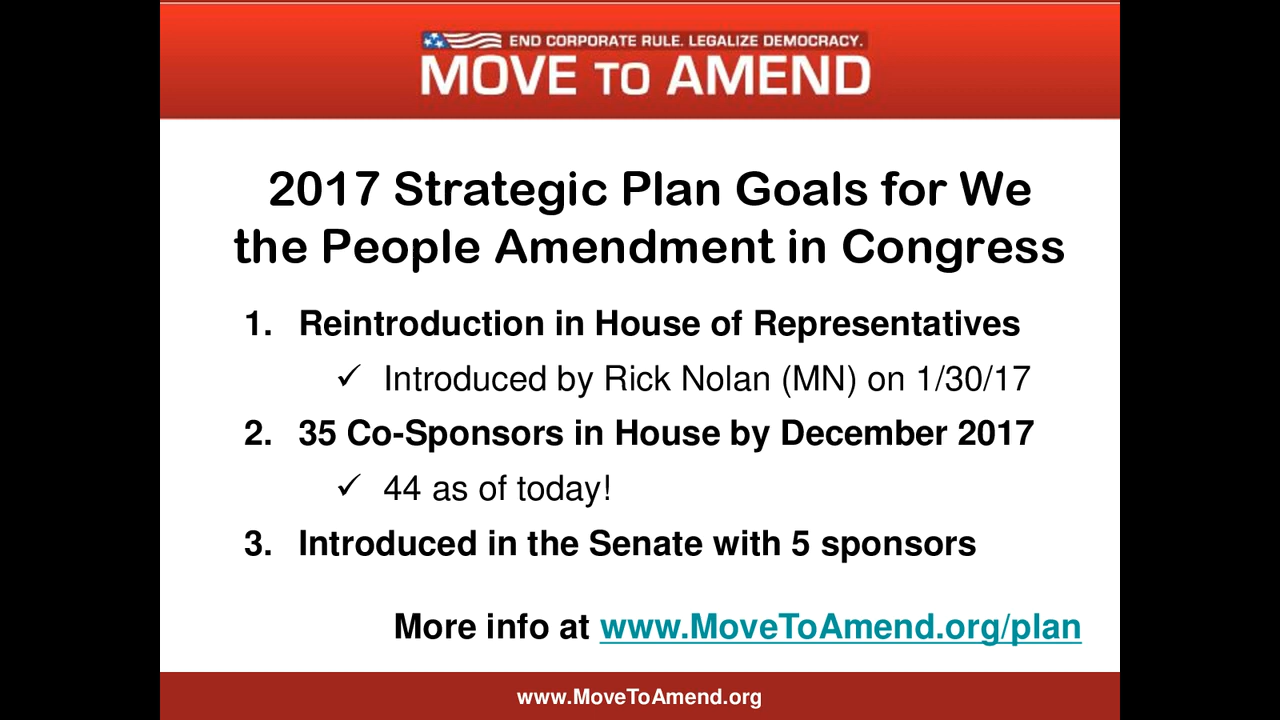 END CORPORATE RULE. LEGALIZE DEMOCRACY.
MOVE TO AMEND
2017 Strategic Plan Goals for We
the People Amendment in Congress
1. Reintroduction in House of Representatives
✓ Introduced by Rick Nolan (MN) on 1/30/17
2. 35 Co-Sponsors in House by December 2017
✓ 44 as of today!
3. Introduced in the Senate with 5 sponsors
More info at www.MoveToAmend.org/plan
www.MoveToAmend.org